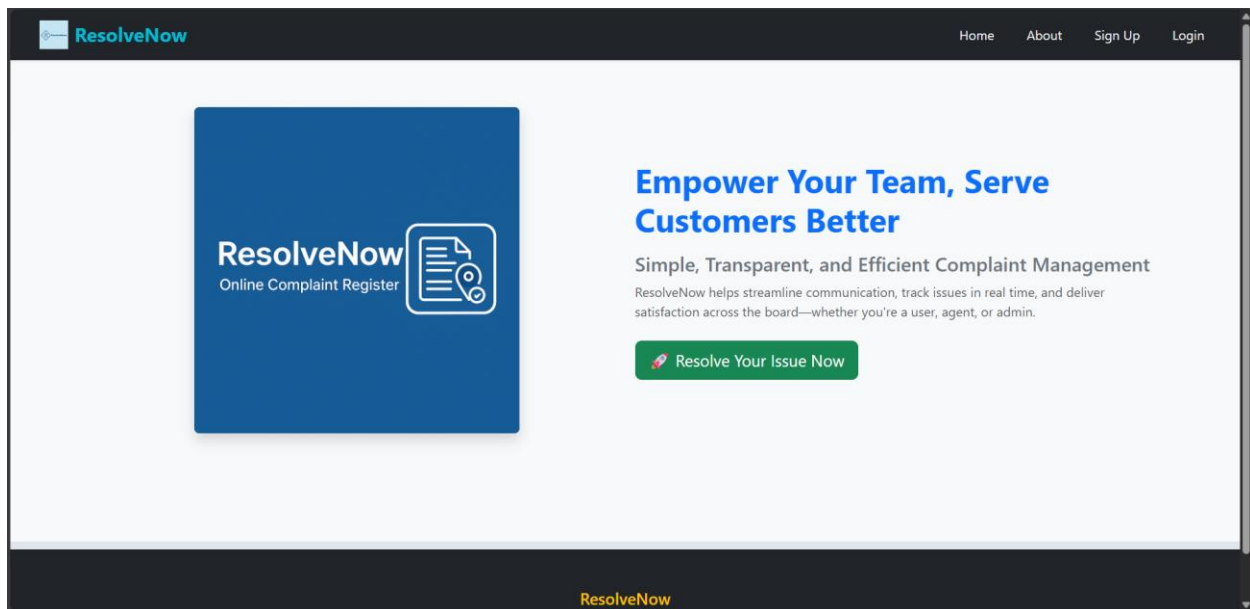 ResolveNow
Home
About
Sign Up
Login
ResolveNow
Online Complaint Register
Empower Your Team, Serve
Customers Better
Simple, Transparent, and Efficient Complaint Management
ResolveNow helps streamline communication, track issues in real time, and deliver
satisfaction across the board—whether you're a user, agent, or admin.
🚀 Resolve Your Issue Now
ResolveNow